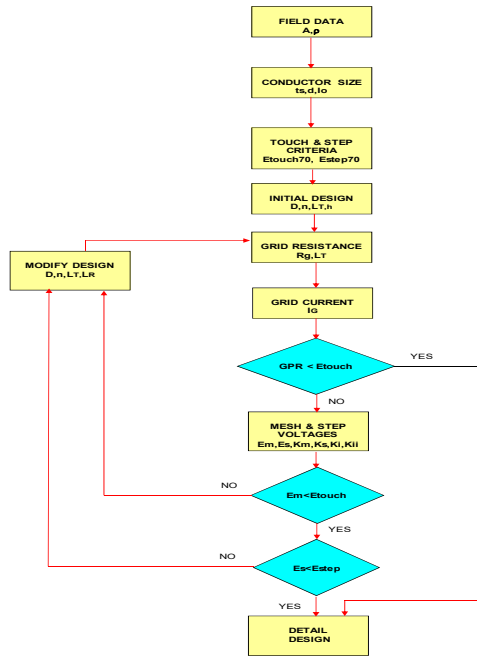 FIELD DATA
A,ρ
CONDUCTOR SIZE
ts,d,Io
TOUCH & STEP
CRITERIA
Etouch70, Estep70
INITIAL DESIGN
D,n,LT,h
GRID RESISTANCE
Rg,LT
MODIFY DESIGN
D,n,LT,LR
GRID CURRENT
IG
GPR < Etouch
YES
NO
MESH & STEP
VOLTAGES
Em,Es,Km,Ks,Ki,Kii
Em<Etouch
NO
YES
Es<Estep
NO
YES
DETAIL
DESIGN